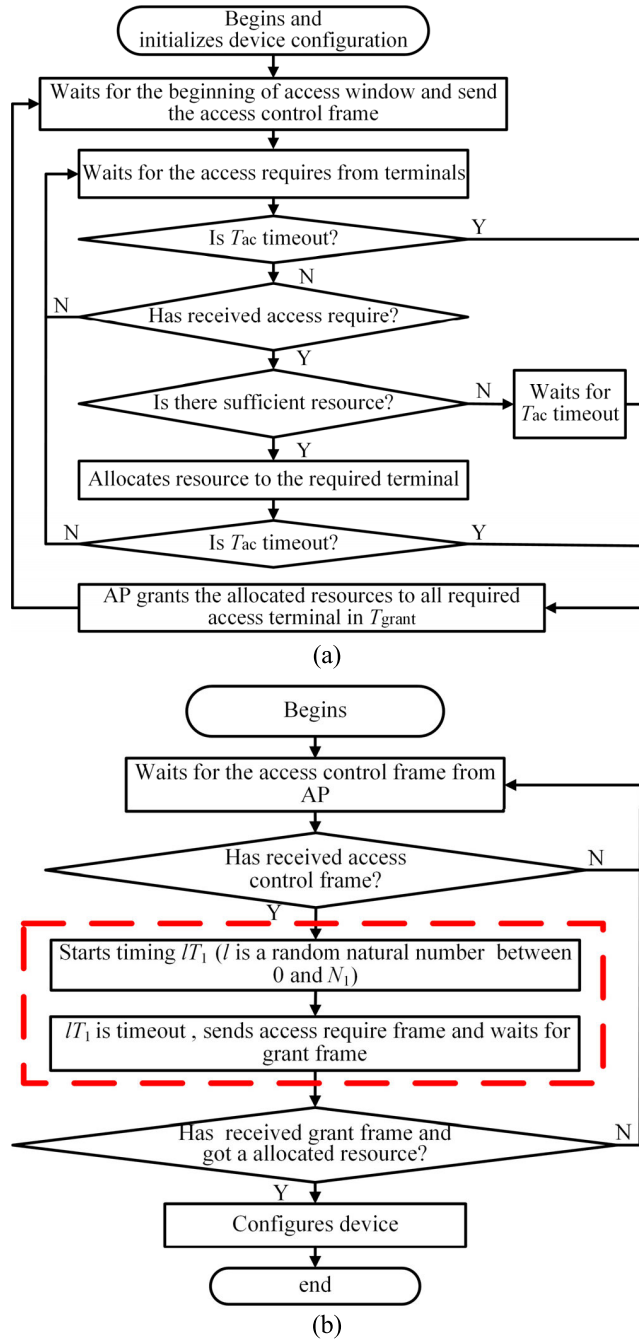 Begins and
initializes device configuration
Waits for the beginning of access window and send
the access control frame
Waits for the access requires from terminals
Is Tac timeout?
Y
N
N
Has received access require?
Y
Is there sufficient resource?
N
Waits for
Tac timeout
Y
Allocates resource to the required terminal
N
Is Tac timeout?
Y
AP grants the allocated resources to all required
access terminal in Tgrant
(a)
Begins
Waits for the access control frame from
AP
Has received access
control frame?
N
Y
Starts timing lT1 (l is a random natural number between
0 and N1)
lT1 is timeout , sends access require frame and waits for
grant frame
Has received grant frame and
got a allocated resource?
N
Y
Configures device
end
(b)